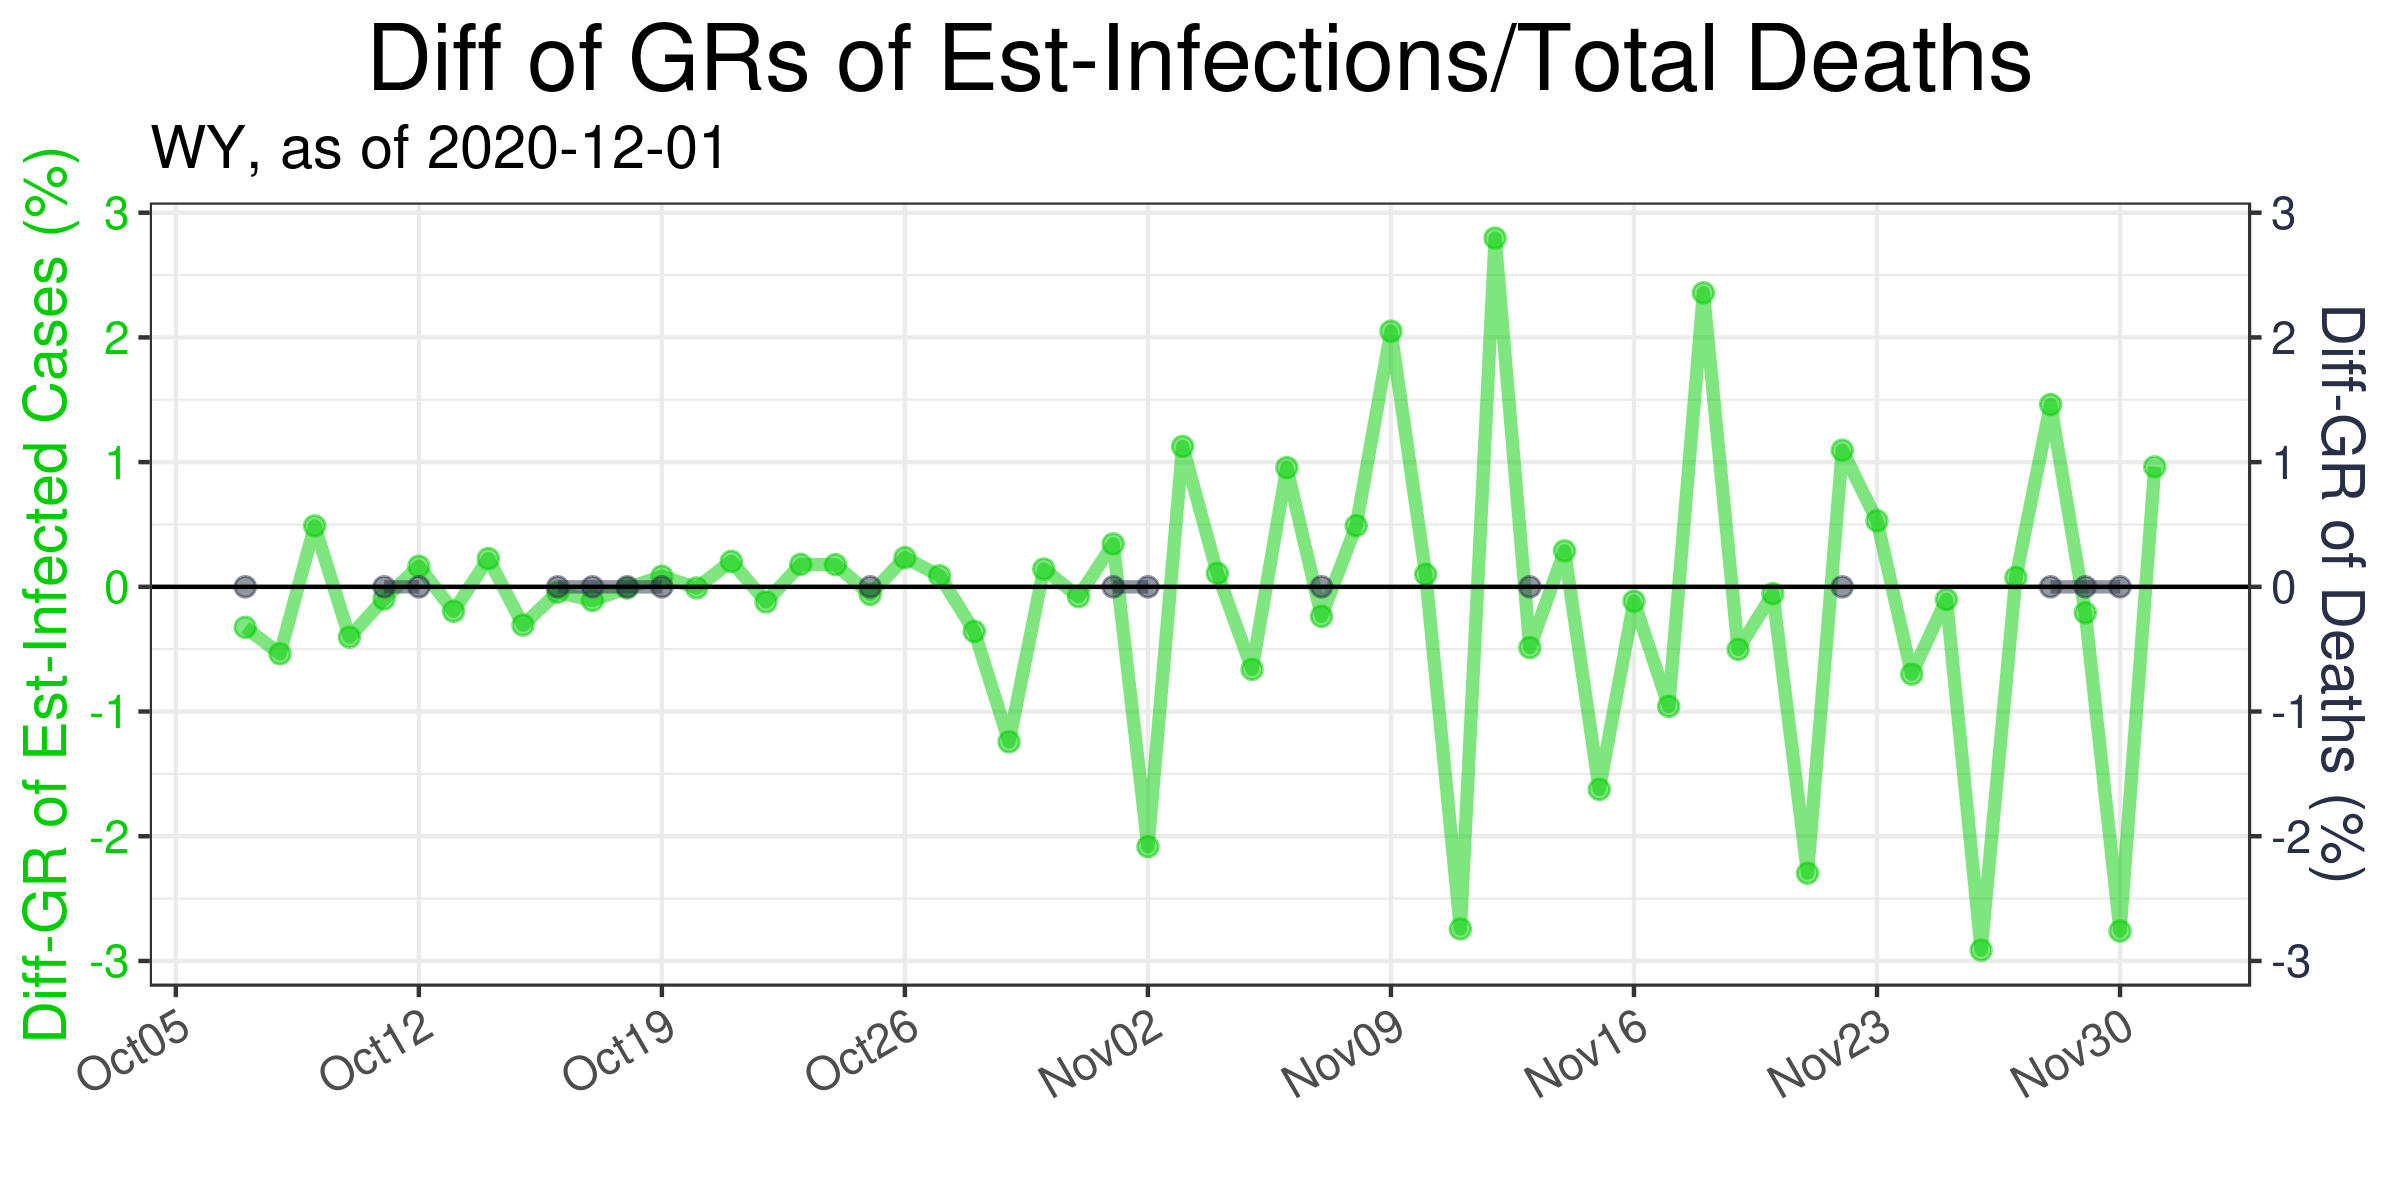 Diff of GRs of Est-Infections/Total Deaths
WY, as of 2020-12-01
Diff-GR of Est-Infected Cases (%)
3
2
1
0
-1
-2
-3
3
2
1
0
-1
-2
-3
Diff-GR of Deaths (%)
Oct05 Oct12 Oct19 Oct26 Nov02 Nov09 Nov16 Nov23 Nov30